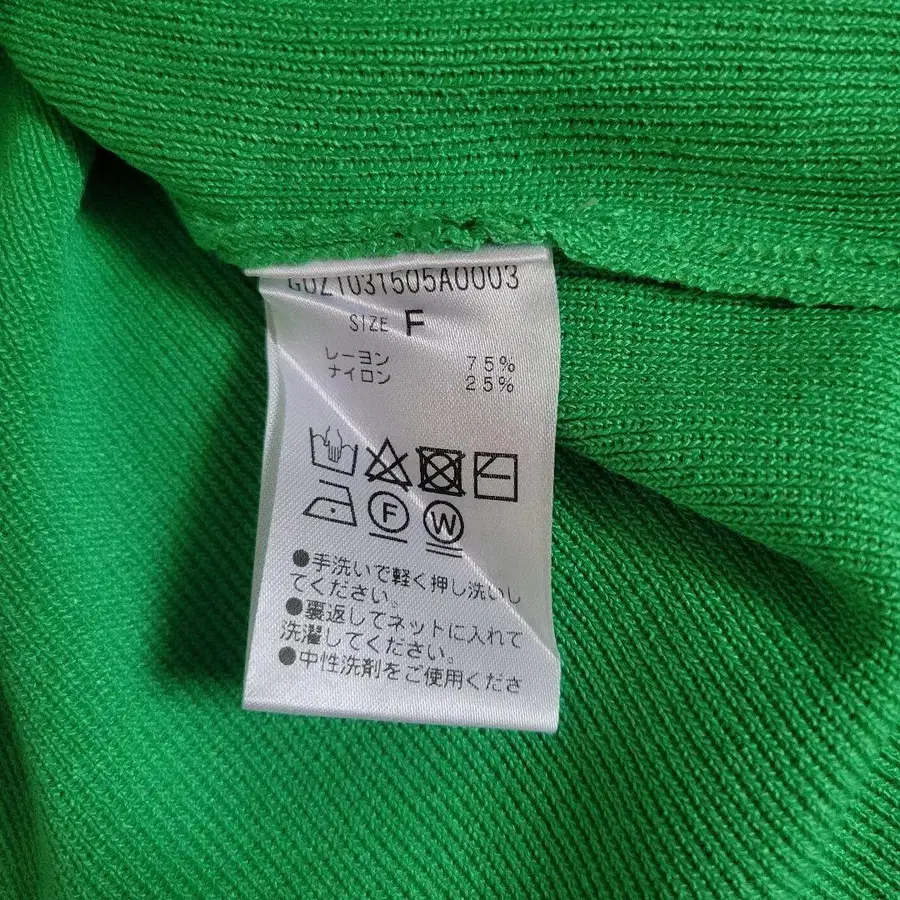 G0Z1031505A0003
SIZE F
レーヨン 75%
ナイロン 25%
F W
●手洗いで軽く押し洗いし
てください。
●裏返してネットに入れて
洗濯してください。
●中性洗剤をご使用くださ